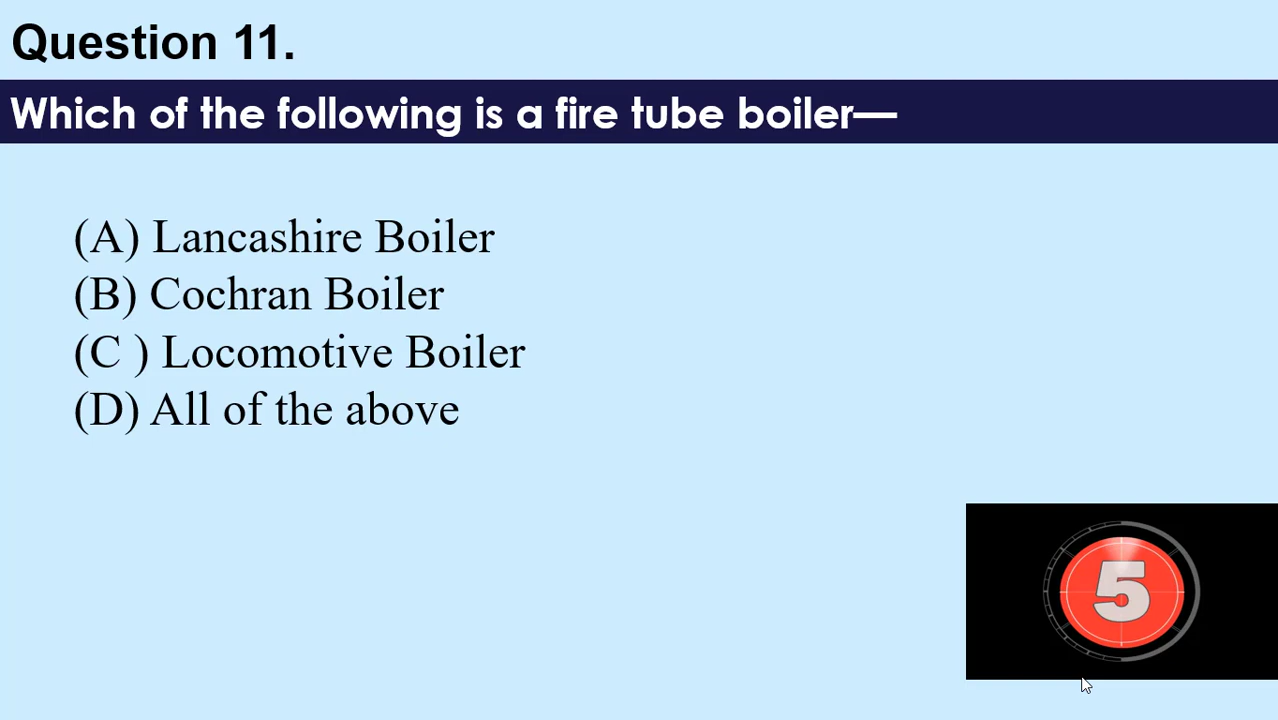 Question 11.
Which of the following is a fire tube boiler—
(A) Lancashire Boiler
(B) Cochran Boiler
(C ) Locomotive Boiler
(D) All of the above
5